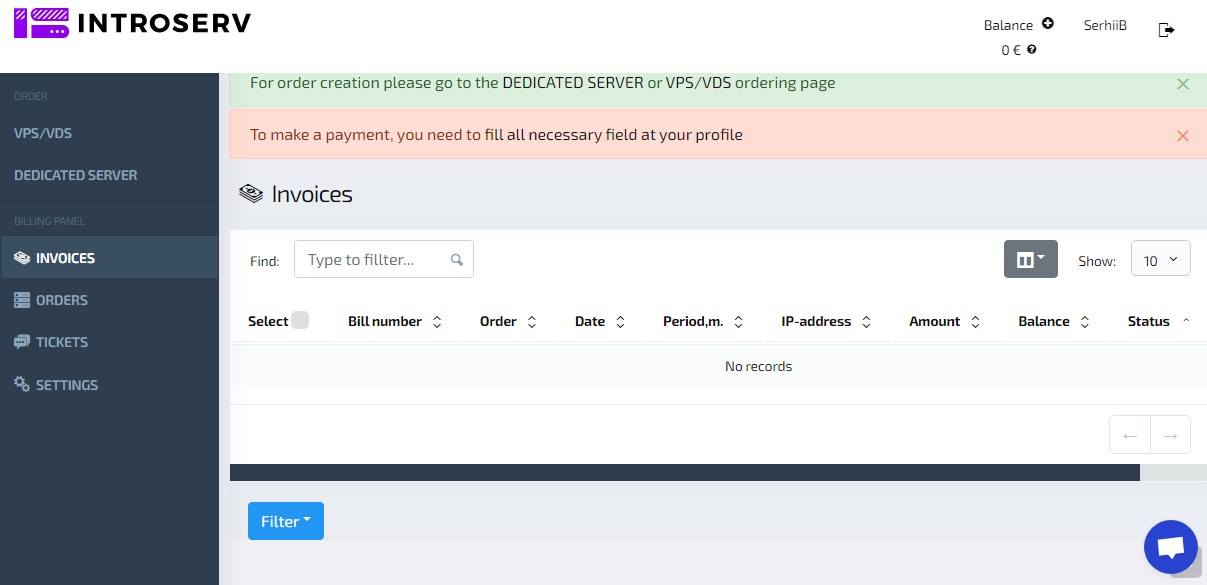 INTROSERV
Balance
SerhiiB
0 €
For order creation please go to the DEDICATED SERVER or VPS/VDS ordering page
To make a payment, you need to fill all necessary field at your profile
ORDER
VPS/VDS
DEDICATED SERVER
BILLING PANEL
INVOICES
ORDERS
TICKETS
SETTINGS
Invoices
Find: Type to fillter... Show: 10
Select Bill number Order Date Period,m. IP-address Amount Balance Status
No records
← →
Filter